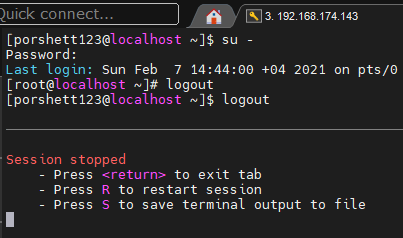 Quick connect...
3. 192.168.174.143
[porshett123@localhost ~]$ su -
Password:
Last login: Sun Feb  7 14:44:00 +04 2021 on pts/0
[root@localhost ~]# logout
[porshett123@localhost ~]$ logout
Session stopped
    - Press <return> to exit tab
    - Press R to restart session
    - Press S to save terminal output to file